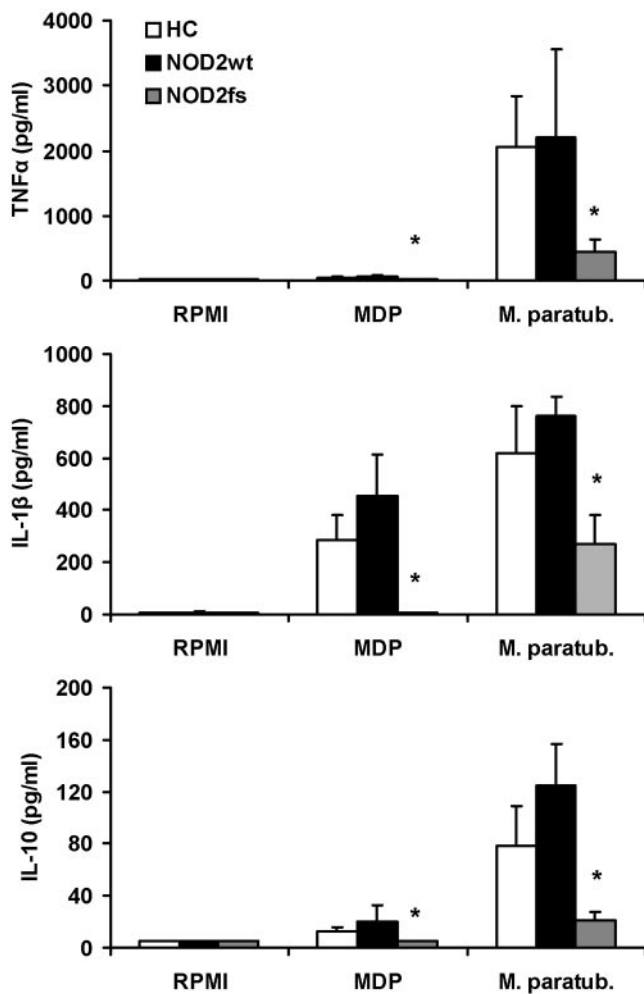 4000
HC
NOD2wt
NOD2fs
3000
2000
1000
0
TNFα (pg/ml)
*
*
RPMI
MDP
M. paratub.
1000
800
600
400
200
0
IL-1β (pg/ml)
*
*
RPMI
MDP
M. paratub.
200
160
120
80
40
0
IL-10 (pg/ml)
*
*
RPMI
MDP
M. paratub.